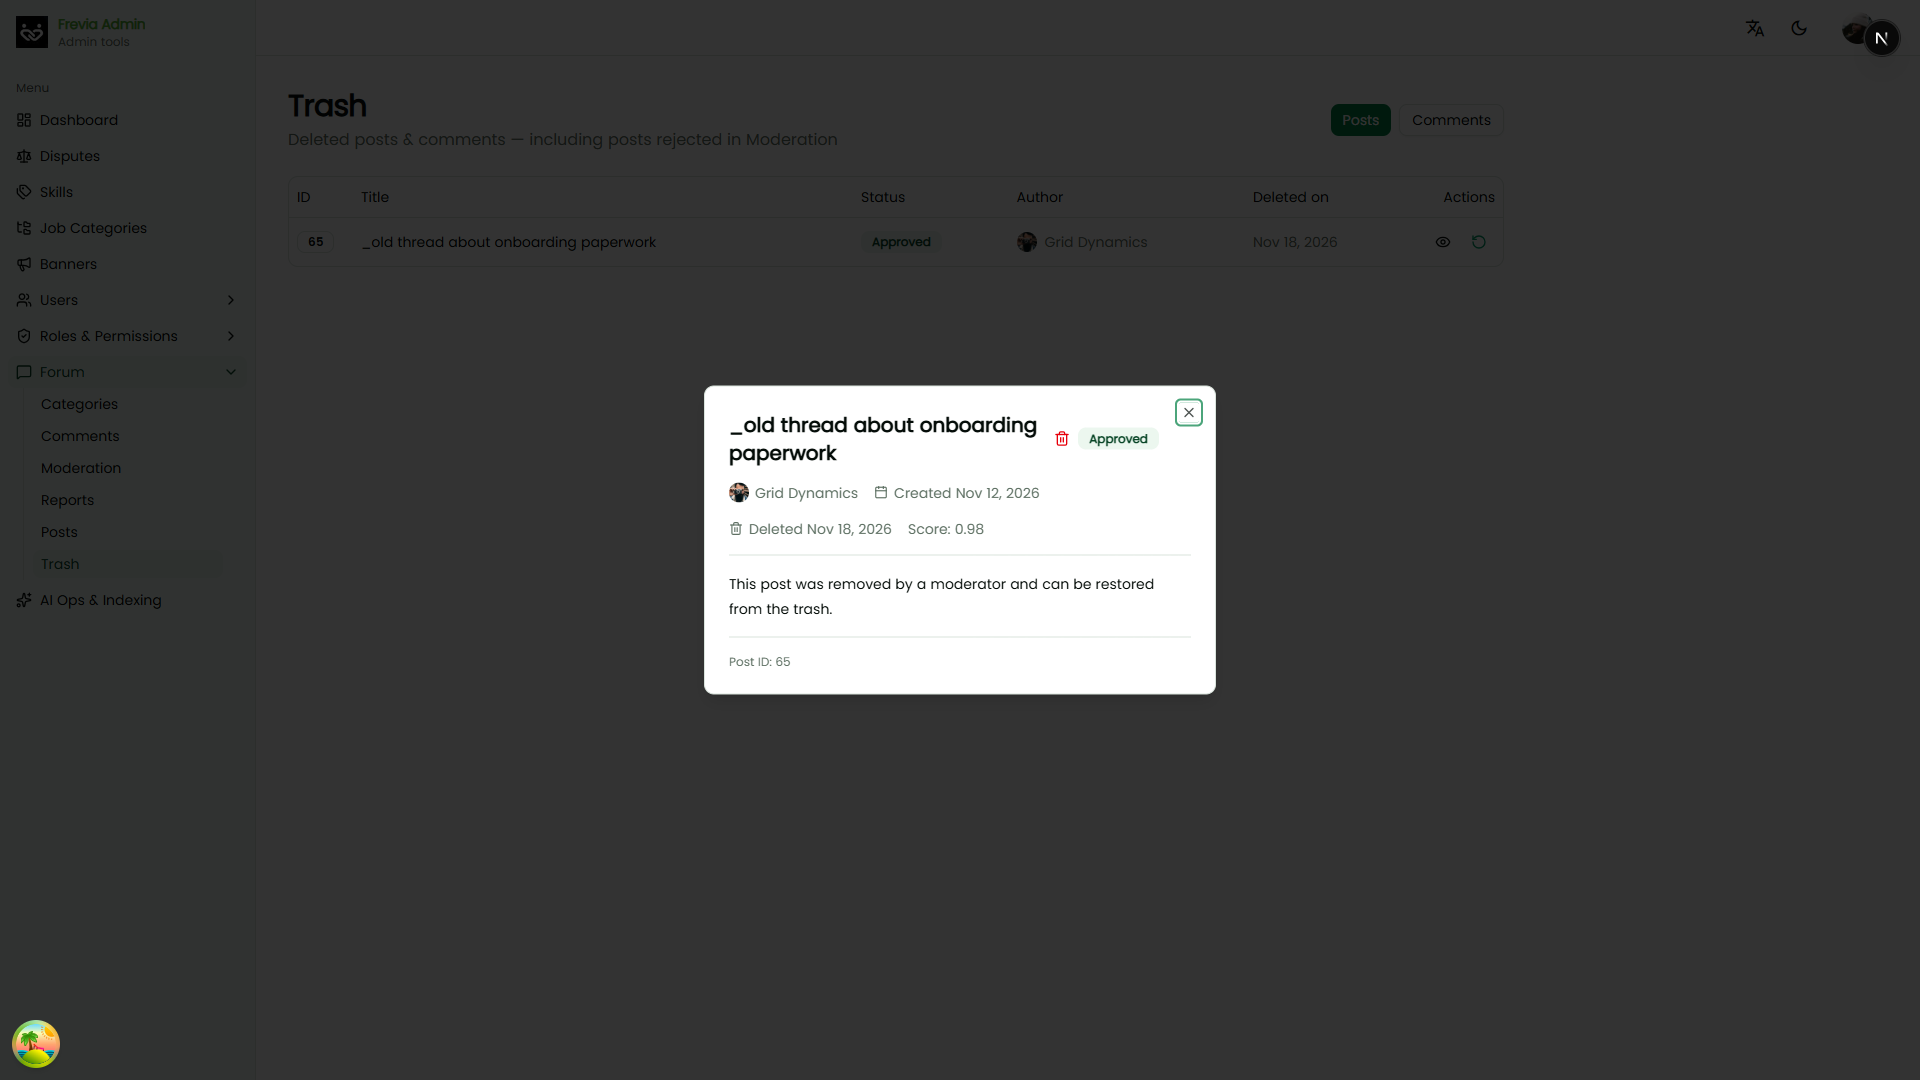 Frevia Admin
Admin tools
N
Menu
Dashboard
Disputes
Skills
Job Categories
Banners
Users
Roles & Permissions
Forum
Categories
Comments
Moderation
Reports
Posts
Trash
AI Ops & Indexing
Trash
Deleted posts & comments — including posts rejected in Moderation
Posts
Comments
ID Title Status Author Deleted on Actions
65 _old thread about onboarding paperwork Approved Grid Dynamics Nov 18, 2026
_old thread about onboarding
paperwork
Approved
Grid Dynamics Created Nov 12, 2026
Deleted Nov 18, 2026 Score: 0.98
This post was removed by a moderator and can be restored
from the trash.
Post ID: 65